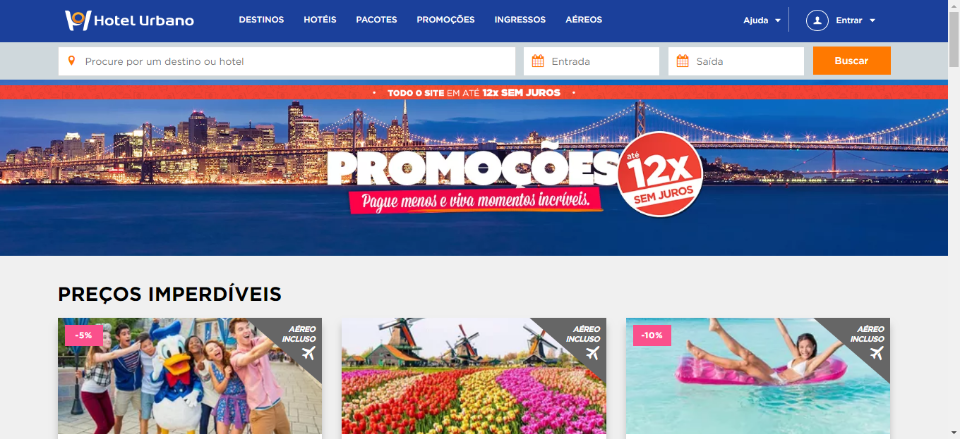 Hotel Urbano
DESTINOS HOTÉIS PACOTES PROMOÇÕES INGRESSOS AÉREOS
Ajuda Entrar
Procure por um destino ou hotel
Entrada
Saída
Buscar
• TODO O SITE EM ATÉ 12x SEM JUROS •
PROMOÇÕES
Pague menos e viva momentos incríveis.
até
12x
SEM JUROS
PREÇOS IMPERDÍVEIS
-5%
AÉREO
INCLUSO
AÉREO
INCLUSO
-10%
AÉREO
INCLUSO